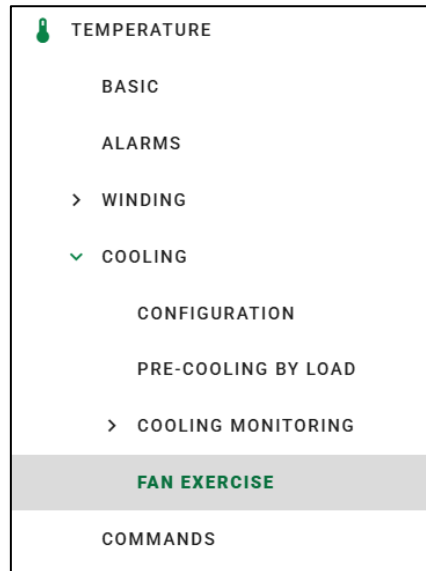 TEMPERATURE
BASIC
ALARMS
WINDING
COOLING
CONFIGURATION
PRE-COOLING BY LOAD
COOLING MONITORING
FAN EXERCISE
COMMANDS